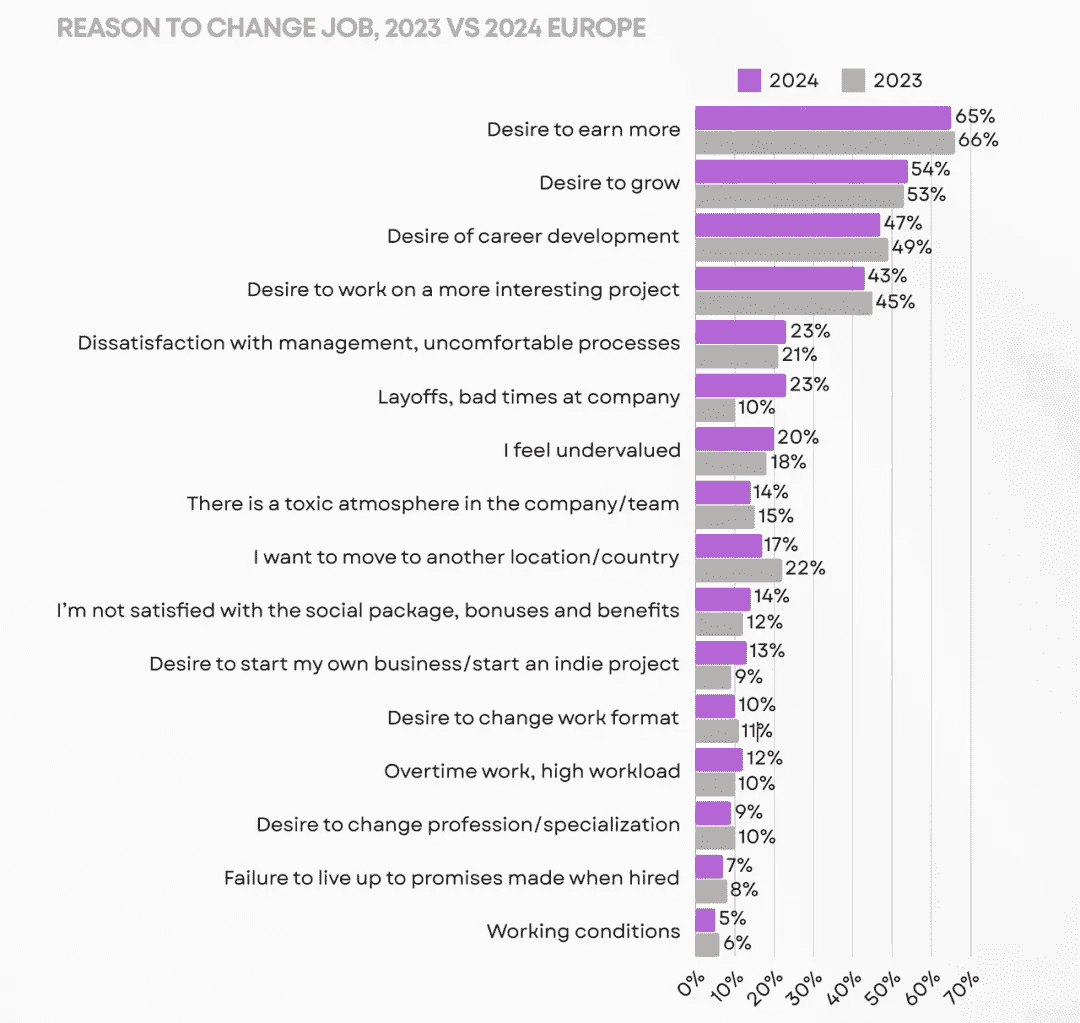 REASON TO CHANGE JOB, 2023 VS 2024 EUROPE
2024 2023
Desire to earn more 65%
66%
Desire to grow 54%
53%
Desire of career development 47%
49%
Desire to work on a more interesting project 43%
45%
Dissatisfaction with management, uncomfortable processes 23%
21%
Layoffs, bad times at company 23%
10%
I feel undervalued 20%
18%
There is a toxic atmosphere in the company/team 14%
15%
I want to move to another location/country 17%
22%
I'm not satisfied with the social package, bonuses and benefits 14%
12%
Desire to start my own business/start an indie project 13%
9%
Desire to change work format 10%
11%
Overtime work, high workload 12%
10%
Desire to change profession/specialization 9%
10%
Failure to live up to promises made when hired 7%
8%
Working conditions 5%
6%
0% 10% 20% 30% 40% 50% 60% 70%